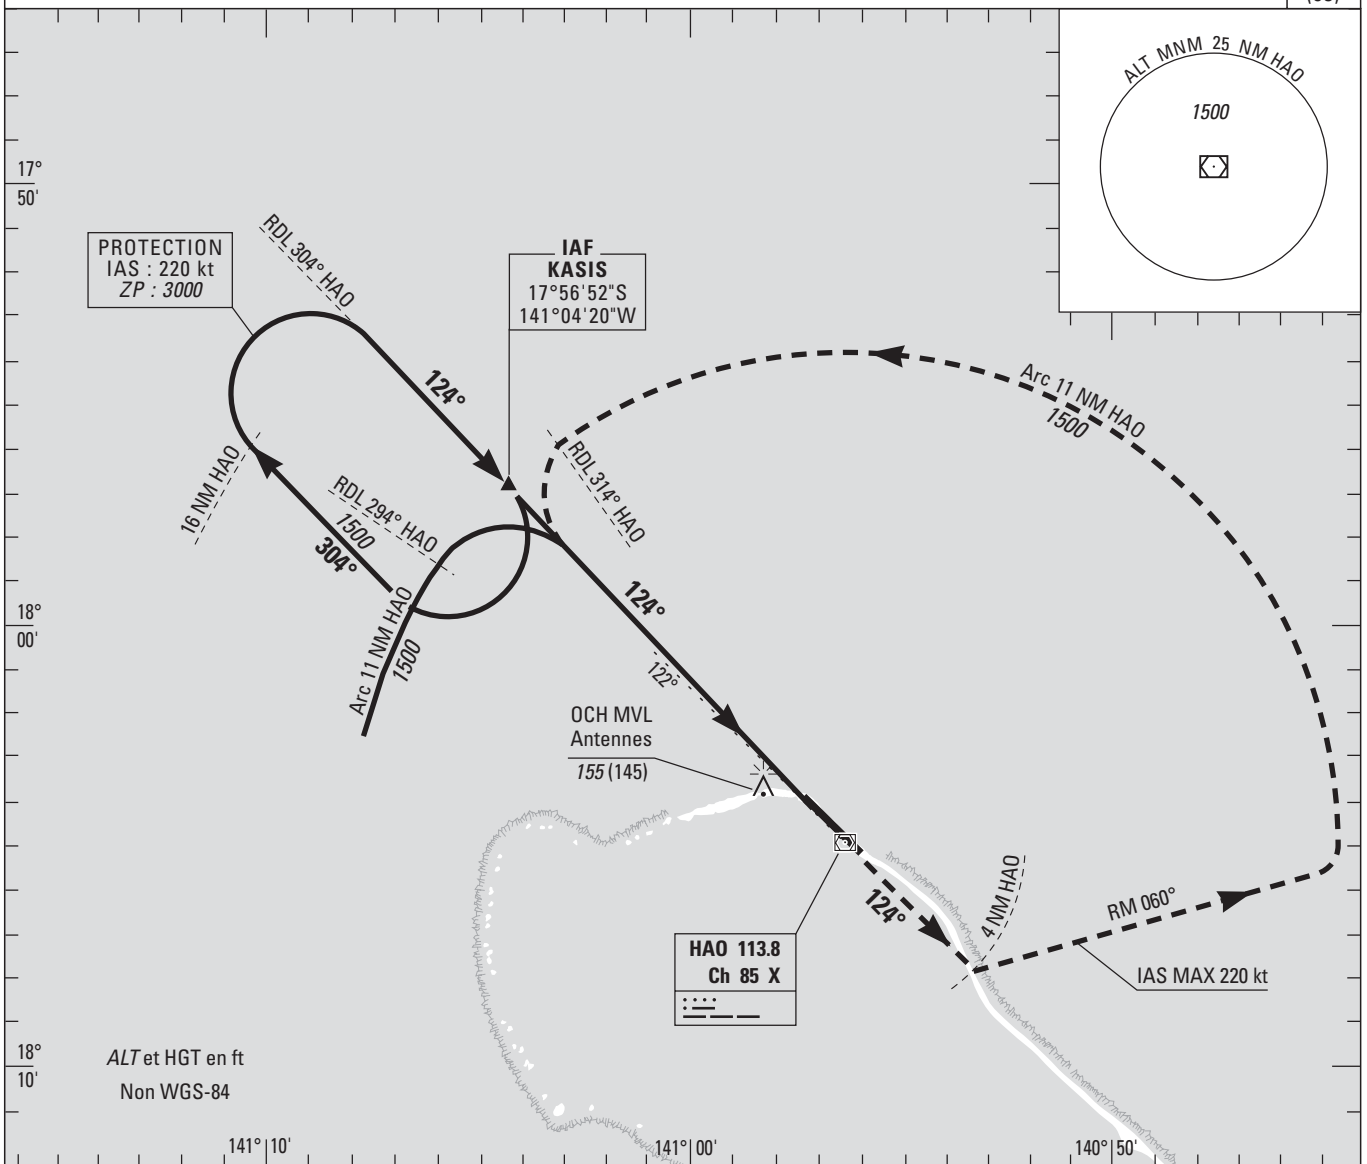 ALT MNM 25 NM HAO
1500
17°
50'
RDL 304° HAO
PROTECTION
IAS : 220 kt
ZP : 3000
IAF
KASIS
17°56'52"S
141°04'20"W
124°
Arc 11 NM HAO
1500
16 NM HAO
RDL 294° HAO
1500
304°
RDL 314° HAO
124°
18°
00'
Arc 11 NM HAO
1500
122°
OCH MVL
Antennes
155 (145)
124°
4 NM HAO
RM 060°
IAS MAX 220 kt
HAO 113.8
Ch 85 X
18°
10'
ALT et HGT en ft
Non WGS-84
141° 10'
141° 00'
140° 50'